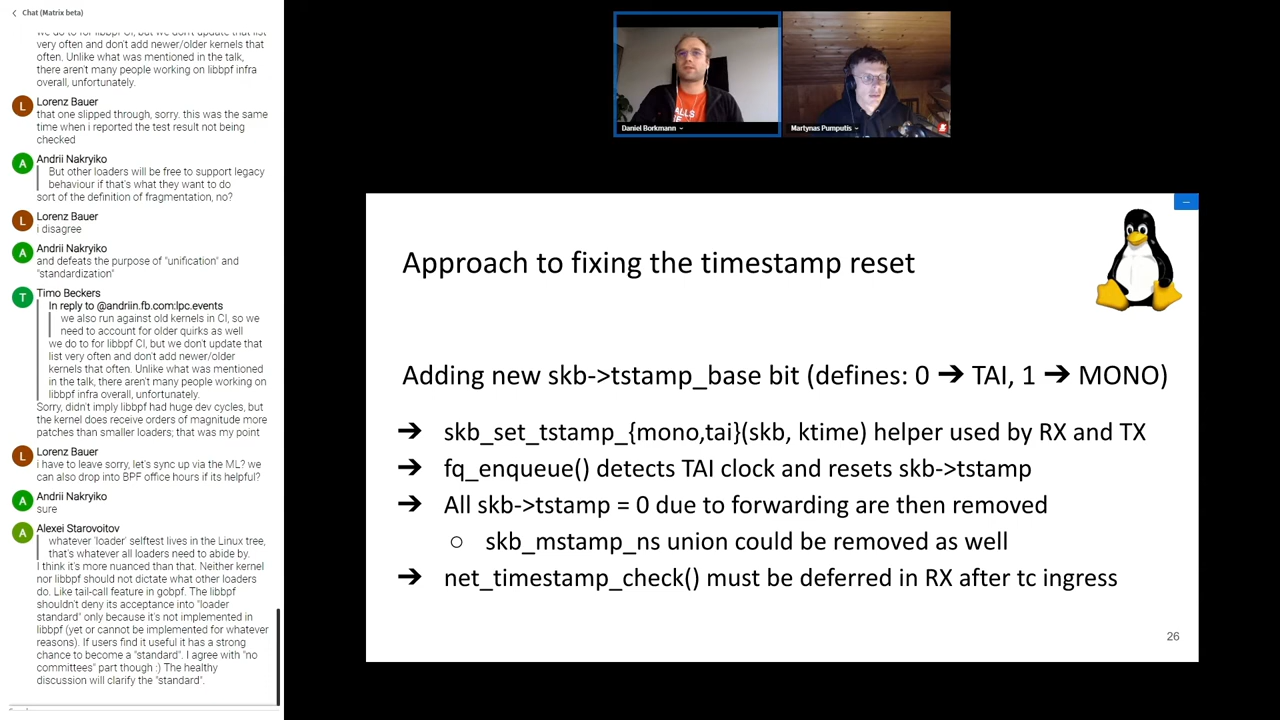 Chat (Matrix beta)
we do to for libbpf CI, but we don't update that list
very often and don't add newer/older kernels that
often. Unlike what was mentioned in the talk,
there aren't many people working on libbpf infra
overall, unfortunately.
L
Lorenz Bauer
that one slipped through, sorry. this was the same
time when i reported the test result not being
checked
A
Andrii Nakryiko
But other loaders will be free to support legacy
behaviour if that's what they want to do
sort of the definition of fragmentation, no?
L
Lorenz Bauer
i disagree
A
Andrii Nakryiko
and defeats the purpose of "unification" and
"standardization"
T
Timo Beckers
In reply to @andriin.fb.com:lpc.events
we also run against old kernels in CI, so we
need to account for older quirks as well
we do to for libbpf CI, but we don't update that
list very often and don't add newer/older
kernels that often. Unlike what was mentioned
in the talk, there aren't many people working on
libbpf infra overall, unfortunately.
Sorry, didn't imply libbpf had huge dev cycles, but
the kernel does receive orders of magnitude more
patches than smaller loaders; that was my point
L
Lorenz Bauer
i have to leave sorry, let's sync up via the ML? we
can also drop into BPF office hours if its helpful?
A
Andrii Nakryiko
sure
A
Alexei Starovoitov
whatever 'loader' selftest lives in the Linux tree,
that's whatever all loaders need to abide by.
I think it's more nuanced than that. Neither kernel
nor libbpf should not dictate what other loaders
do. Like tail-call feature in gobpf. The libbpf
shouldn't deny its acceptance into "loader
standard" only because it's not implemented in
libbpf (yet or cannot be implemented for whatever
reasons). If users find it useful it has a strong
chance to become a "standard". I agree with "no
committees" part though :) The healthy
discussion will clarify the "standard".
Daniel Borkmann
Martynas Pumputis
Approach to fixing the timestamp reset
Adding new skb->tstamp_base bit (defines: 0 ➔ TAI, 1 ➔ MONO)
➔ skb_set_tstamp_{mono,tai}(skb, ktime) helper used by RX and TX
➔ fq_enqueue() detects TAI clock and resets skb->tstamp
➔ All skb->tstamp = 0 due to forwarding are then removed
○ skb_mstamp_ns union could be removed as well
➔ net_timestamp_check() must be deferred in RX after tc ingress
26